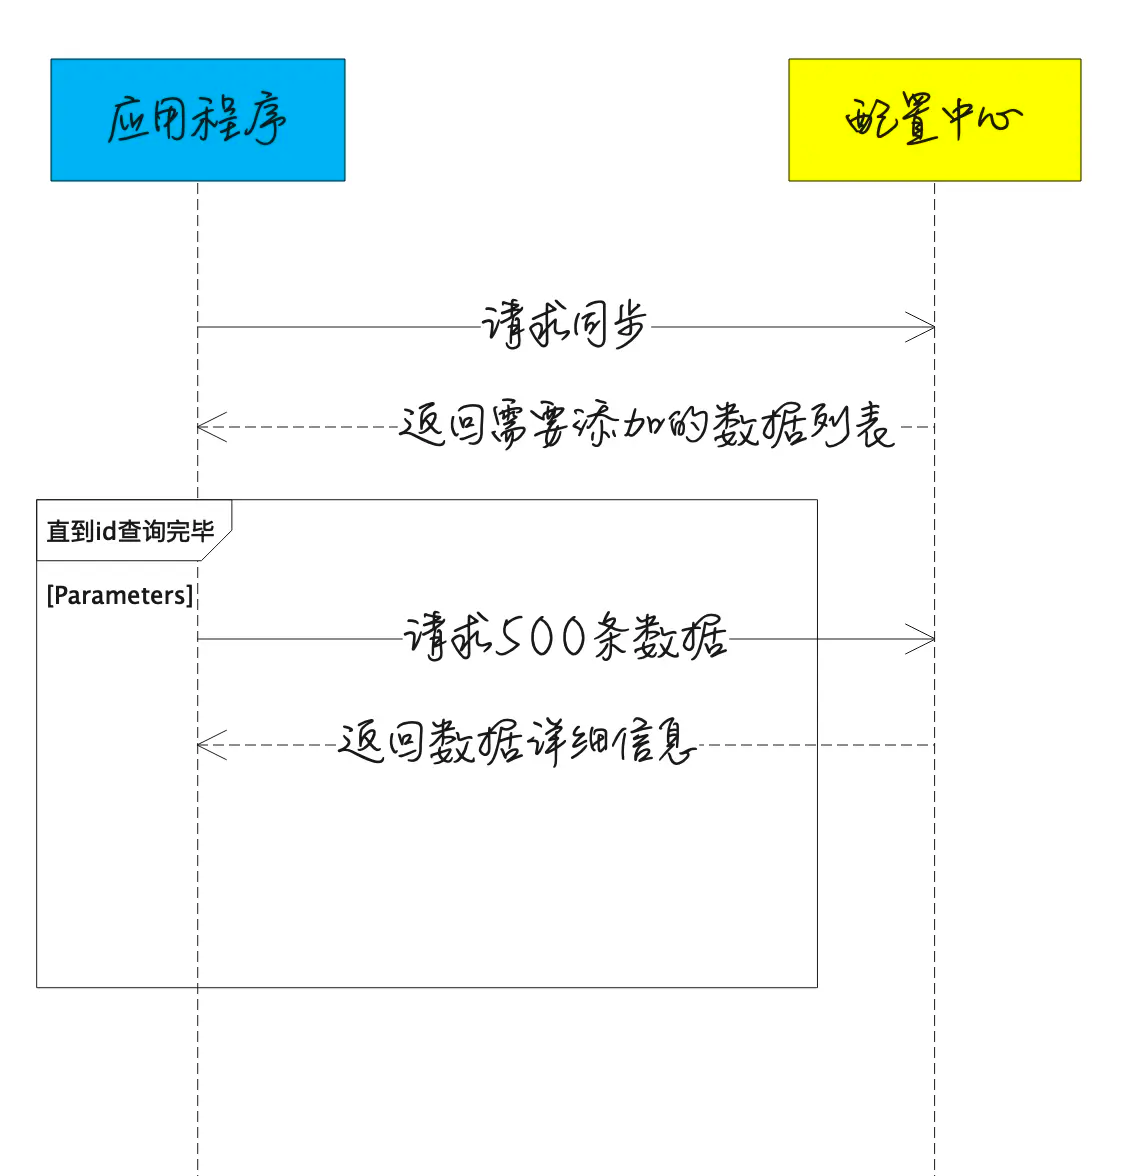 应用程序
配置中心
请求同步
返回需要添加的数据列表
直到id查询完毕
[Parameters]
请求500条数据
返回数据详细信息